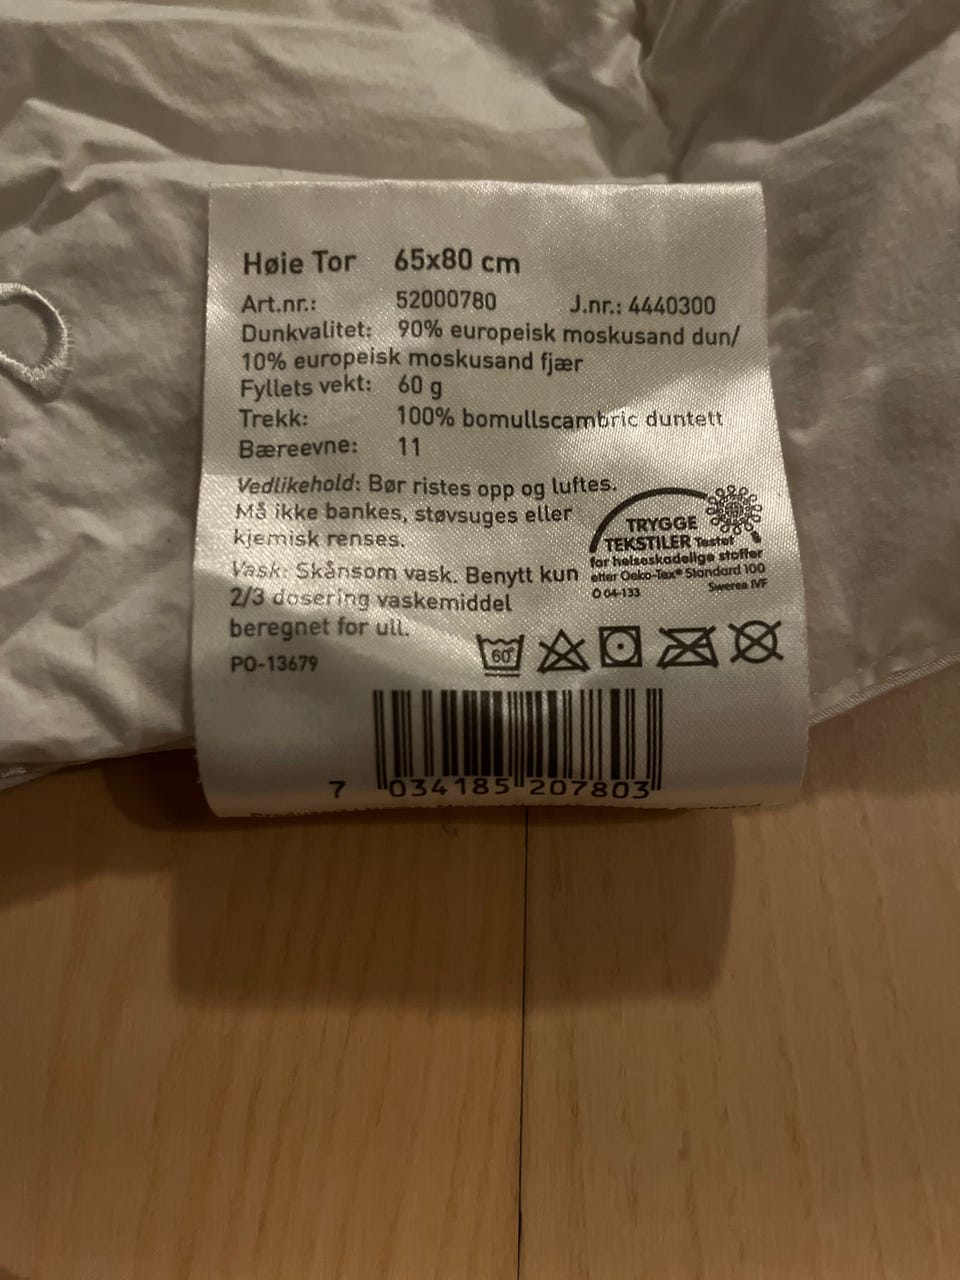 Høie Tor 65x80 cm
Art.nr.: 52000780 J.nr.: 4440300
Dunkvalitet: 90% europeisk moskusand dun/
10% europeisk moskusand fjær
Fyllets vekt: 60 g
Trekk: 100% bomullscambric duntett
Bæreevne: 11
Vedlikehold: Bør ristes opp og luftes.
Må ikke bankes, støvsuges eller
kjemisk renses.
Vask: Skånsom vask. Benytt kun
2/3 dosering vaskemiddel
beregnet for ull.
PO-13679
TRYGGE
TEKSTILER Testet
for helseskadelige stoffer
etter Oeko-Tex® Standard 100
Ö 04-133 Swerea IVF
60°
7 034185 207803